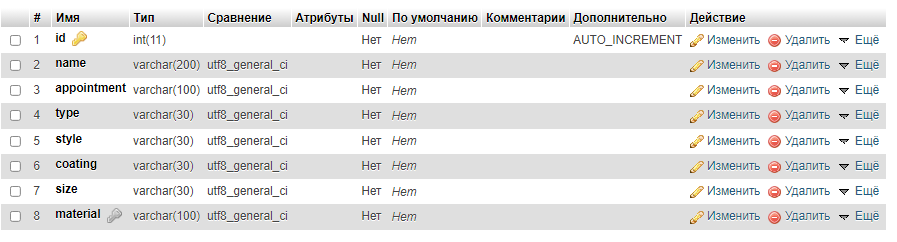 # Имя Тип Сравнение Атрибуты Null По умолчанию Комментарии Дополнительно Действие
1 id int(11) Нет Нет AUTO_INCREMENT Изменить Удалить Ещё
2 name varchar(200) utf8_general_ci Нет Нет Изменить Удалить Ещё
3 appointment varchar(100) utf8_general_ci Нет Нет Изменить Удалить Ещё
4 type varchar(30) utf8_general_ci Нет Нет Изменить Удалить Ещё
5 style varchar(30) utf8_general_ci Нет Нет Изменить Удалить Ещё
6 coating varchar(30) utf8_general_ci Нет Нет Изменить Удалить Ещё
7 size varchar(30) utf8_general_ci Нет Нет Изменить Удалить Ещё
8 material varchar(100) utf8_general_ci Нет Нет Изменить Удалить Ещё